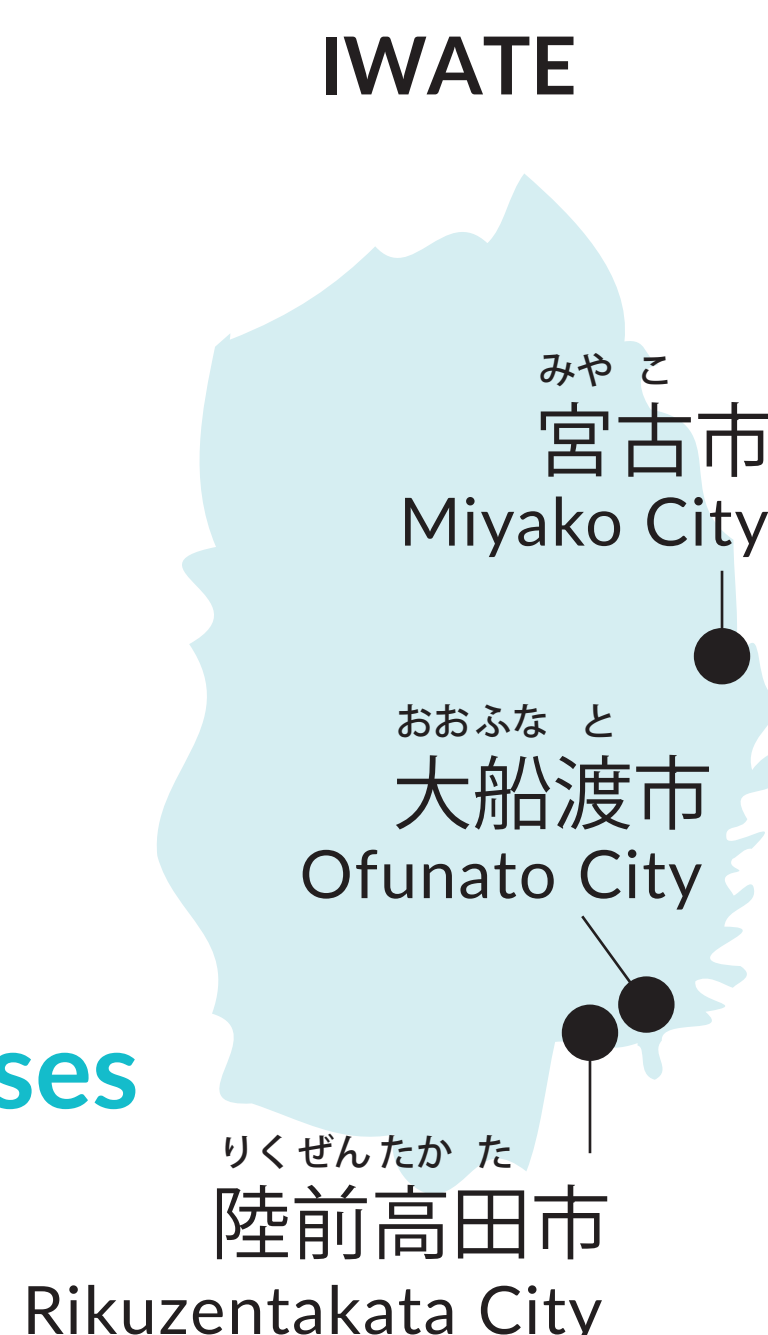 IWATE
みや こ
宮古市
Miyako City
おおふな と
大船渡市
Ofunato City
ses
りくぜんたか た
陸前高田市
Rikuzentakata City